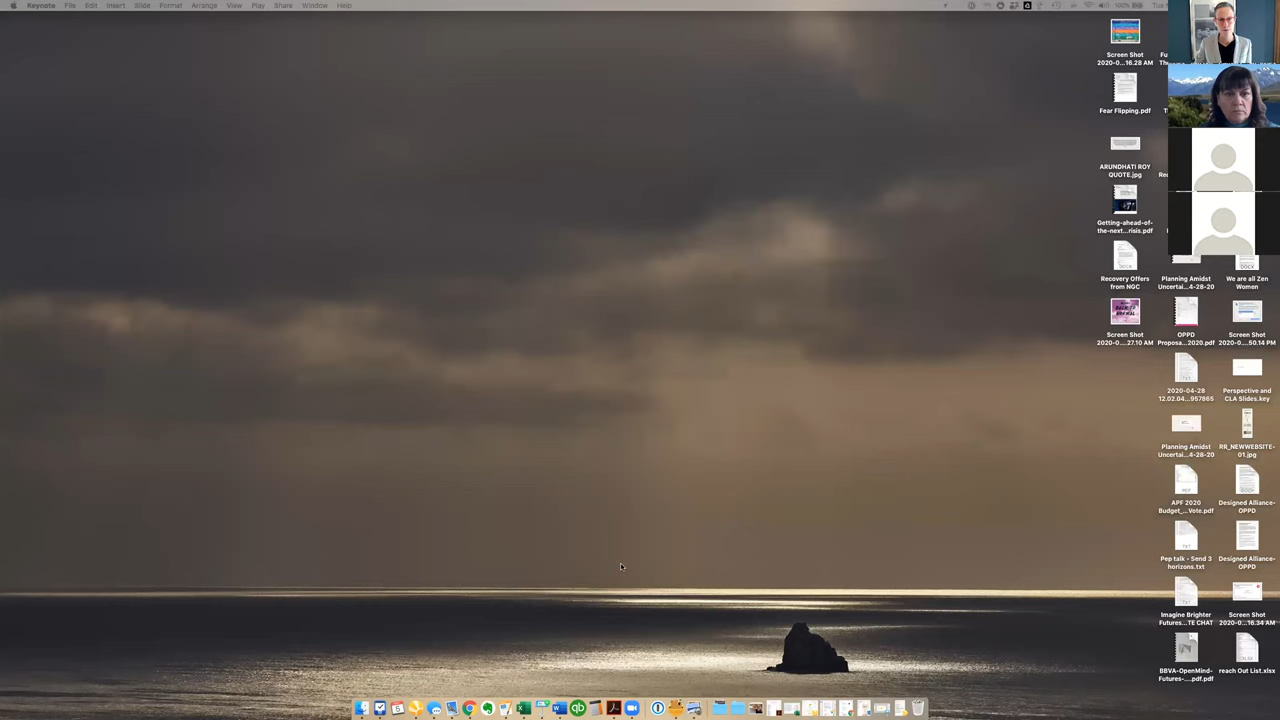 Keynote File Edit Insert Slide Format Arrange View Play Share Window Help
100%
Screen Shot
2020-0...16.28 AM
Fear Flipping.pdf
ARUNDHATI ROY
QUOTE.jpg
Getting-ahead-of-
the-next...risis.pdf
Recovery Offers
from NGC
Planning Amidst
Uncertai...4-28-20
We are all Zen
Women
Screen Shot
2020-0....27.10 AM
OPPD
Proposa...2020.pdf
Screen Shot
2020-0....50.14 PM
2020-04-28
12.02.04...957865
Perspective and
CLA Slides.key
Planning Amidst
Uncertai...4-28-20
RR_NEWWEBSITE-
01.jpg
APF 2020
Budget_...Vote.pdf
Designed Alliance-
OPPD
Pep talk - Send 3
horizons.txt
Designed Alliance-
OPPD
Imagine Brighter
Futures...TE CHAT
Screen Shot
2020-0...16.34 AM
BBVA-OpenMind-
Futures-....pdf.pdf
reach Out List.xlsx